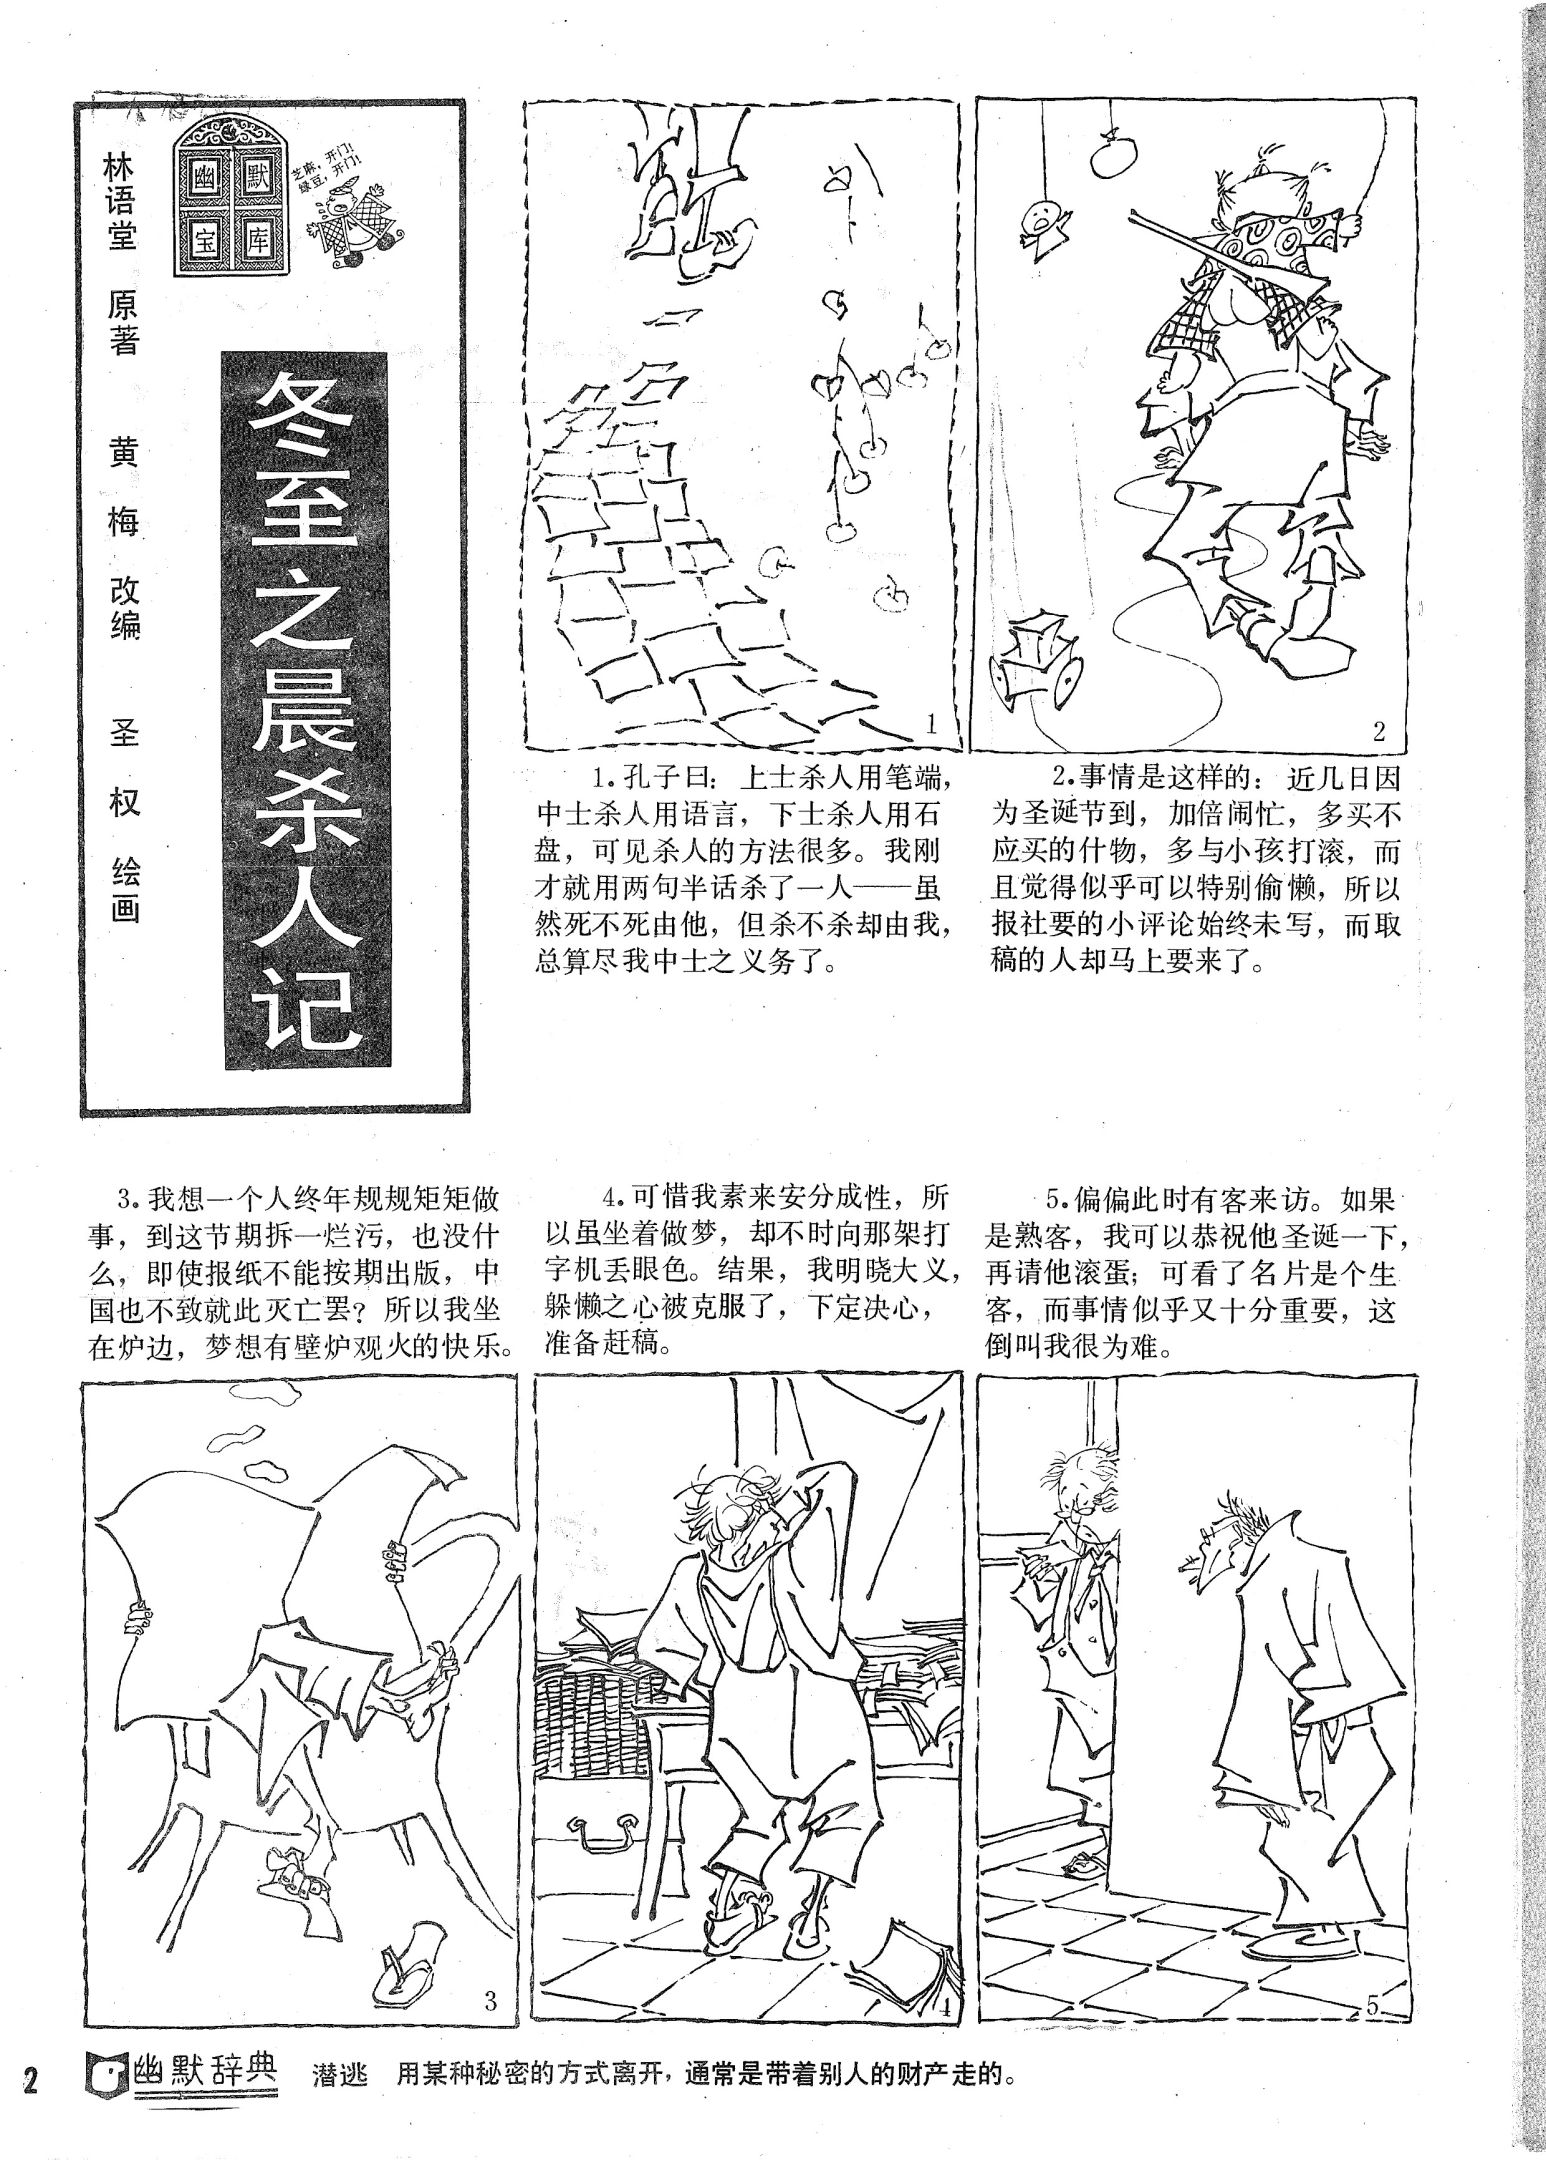 幽默
宝库
芝麻，开门！
绿豆，开门！
林语堂 原著 黄梅 改编 圣权 绘画
冬至之晨杀人记
1
2
1.孔子曰：上士杀人用笔端，
中士杀人用语言，下士杀人用石
盘，可见杀人的方法很多。我刚
才就用两句半话杀了一人——虽
然死不死由他，但杀不杀却由我，
总算尽我中士之义务了。
2.事情是这样的：近几日因
为圣诞节到，加倍闹忙，多买不
应买的什物，多与小孩打滚，而
且觉得似乎可以特别偷懒，所以
报社要的小评论始终未写，而取
稿的人却马上要来了。
3.我想一个人终年规规矩矩做
事，到这节期拆一烂污，也没什
么，即使报纸不能按期出版，中
国也不致就此灭亡罢？所以我坐
在炉边，梦想有壁炉观火的快乐。
4.可惜我素来安分成性，所
以虽坐着做梦，却不时向那架打
字机丢眼色。结果，我明晓大义，
躲懒之心被克服了，下定决心，
准备赶稿。
5.偏偏此时有客来访。如果
是熟客，我可以恭祝他圣诞一下，
再请他滚蛋；可看了名片是个生
客，而事情似乎又十分重要，这
倒叫我很为难。
3
4
5
2 幽默辞典 潜逃 用某种秘密的方式离开，通常是带着别人的财产走的。